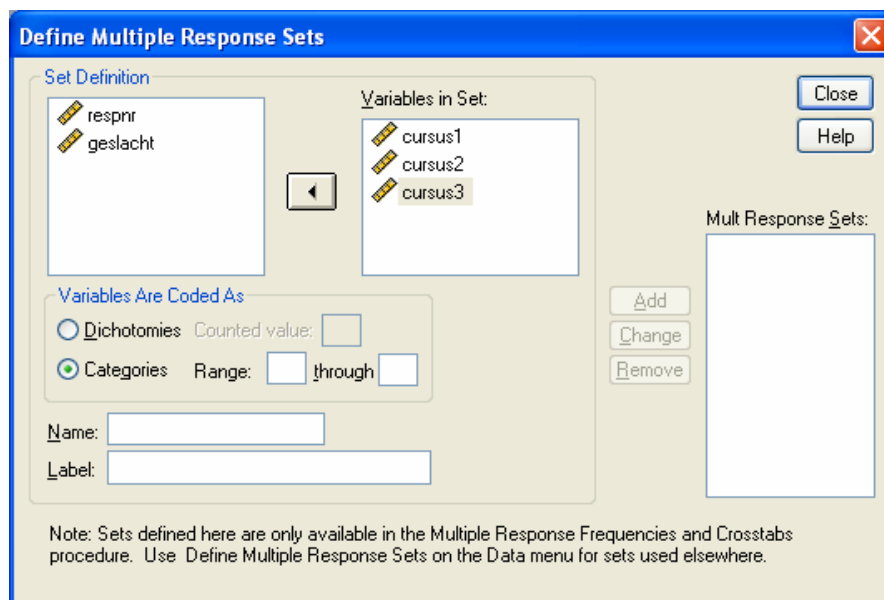 Define Multiple Response Sets
Set Definition
respnr
geslacht
Variables in Set:
cursus1
cursus2
cursus3
Close
Help
Mult Response Sets:
Variables Are Coded As
Dichotomies Counted value:
Categories Range: through
Add
Change
Remove
Name:
Label:
Note: Sets defined here are only available in the Multiple Response Frequencies and Crosstabs
procedure. Use Define Multiple Response Sets on the Data menu for sets used elsewhere.